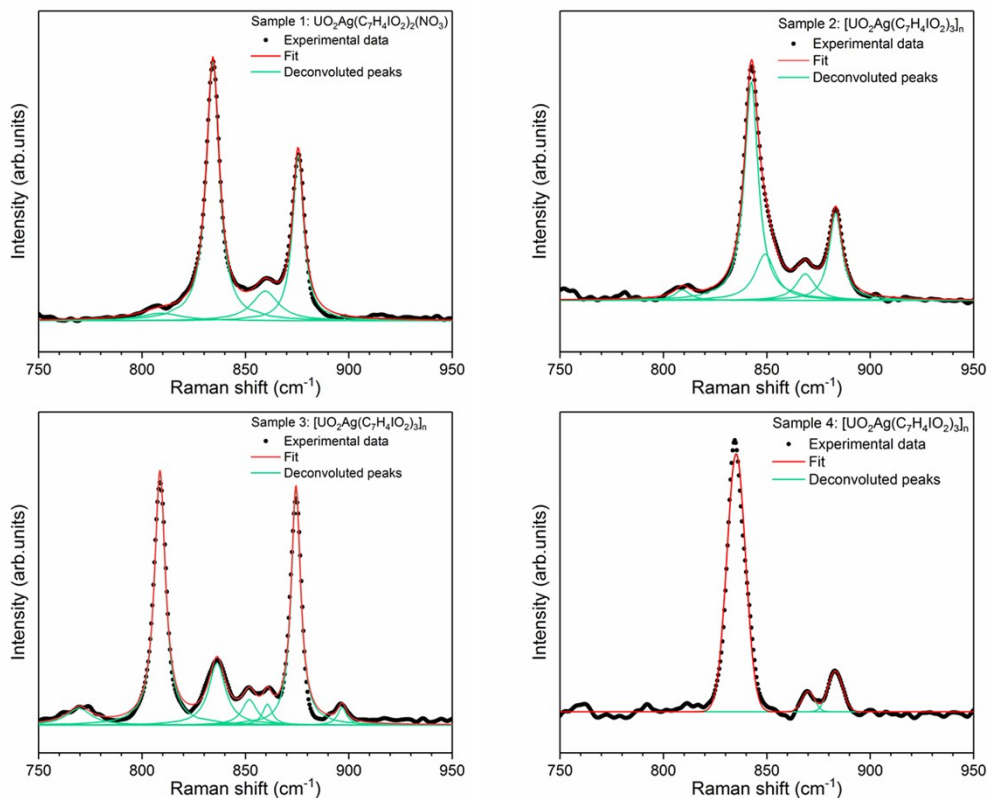 Sample 1: UO₂Ag(C₇H₄IO₂)₂(NO₃)
Experimental data
Fit
Deconvoluted peaks
Intensity (arb.units)
750 800 850 900 950
Raman shift (cm⁻¹)
Sample 2: [UO₂Ag(C₇H₄IO₂)₃]ₙ
Experimental data
Fit
Deconvoluted peaks
Intensity (arb.units)
750 800 850 900 950
Raman shift (cm⁻¹)
Sample 3: [UO₂Ag(C₇H₄IO₂)₃]ₙ
Experimental data
Fit
Deconvoluted peaks
Intensity (arb.units)
750 800 850 900 950
Raman shift (cm⁻¹)
Sample 4: [UO₂Ag(C₇H₄IO₂)₃]ₙ
Experimental data
Fit
Deconvoluted peaks
Intensity (arb.units)
750 800 850 900 950
Raman shift (cm⁻¹)